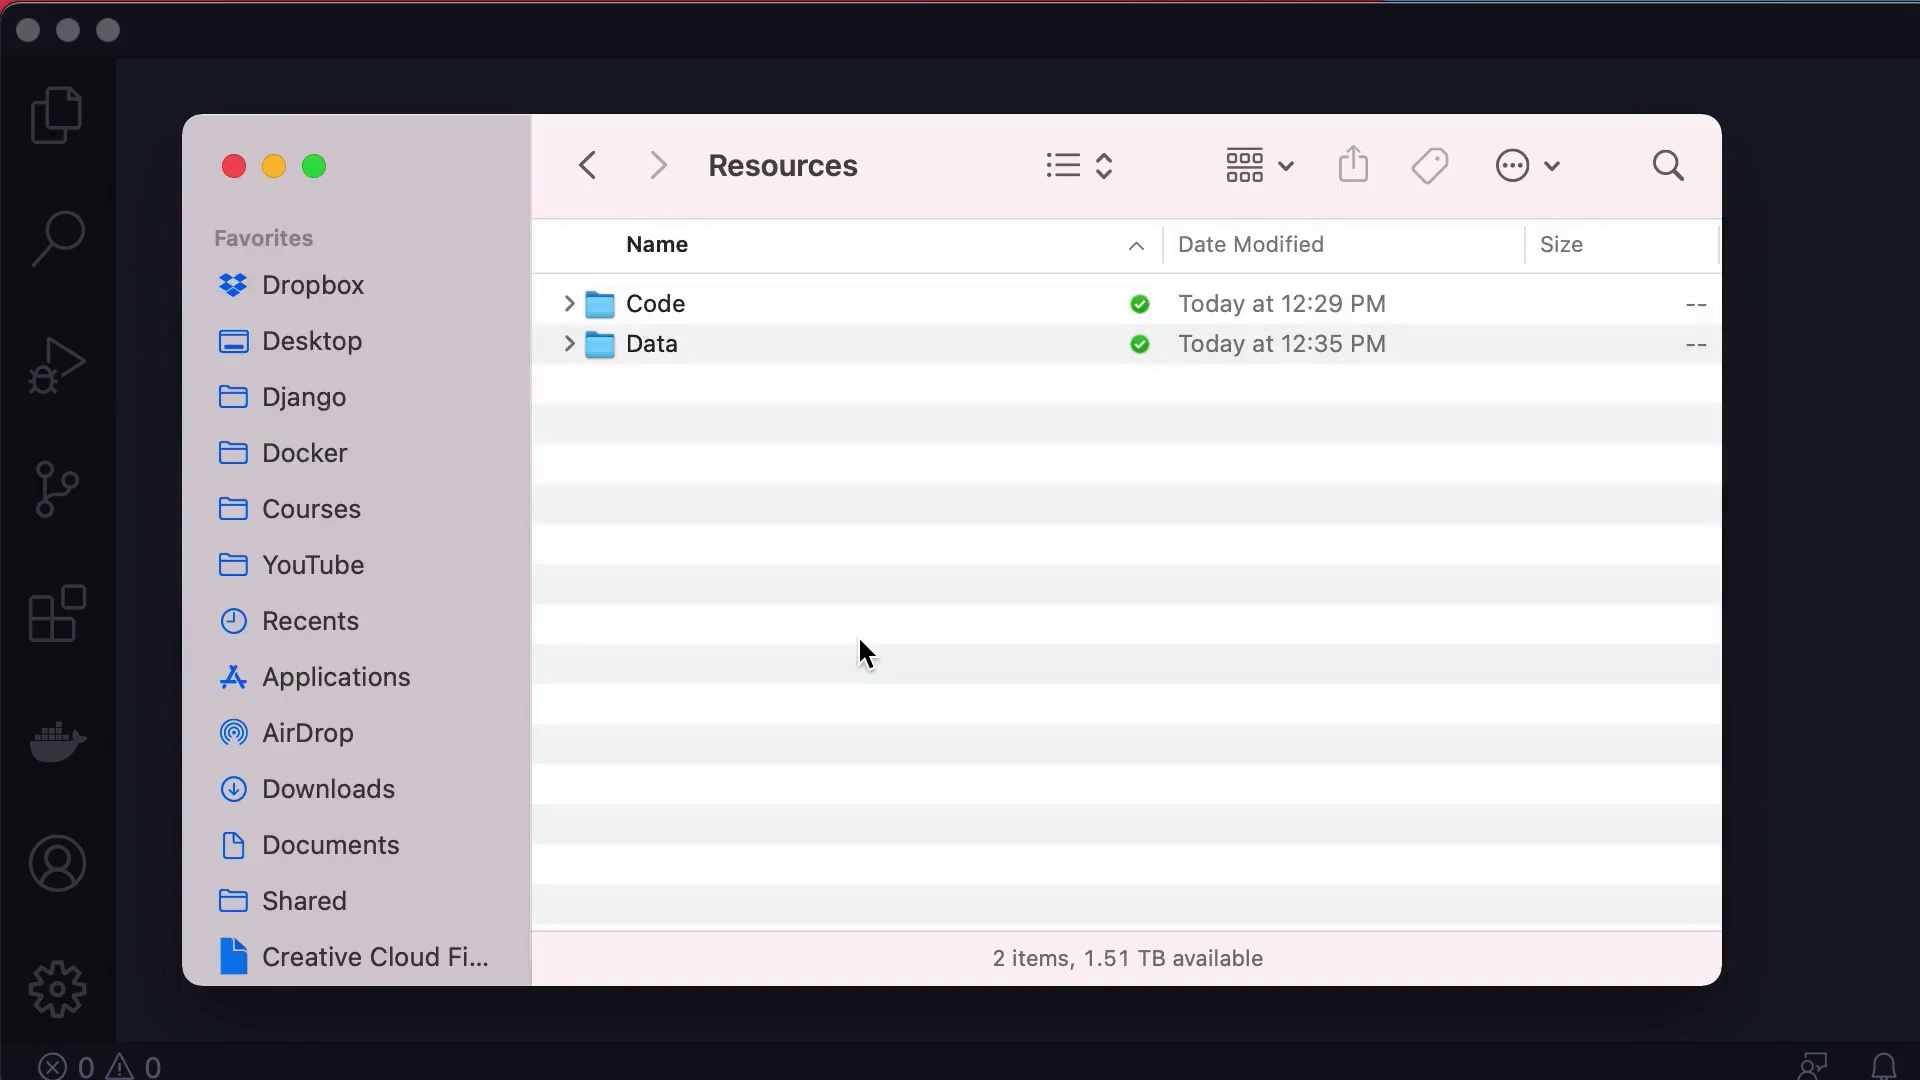 Resources
Favorites
Dropbox
Desktop
Django
Docker
Courses
YouTube
Recents
Applications
AirDrop
Downloads
Documents
Shared
Creative Cloud Fi...
Name Date Modified Size
Code Today at 12:29 PM --
Data Today at 12:35 PM --
2 items, 1.51 TB available
0 0